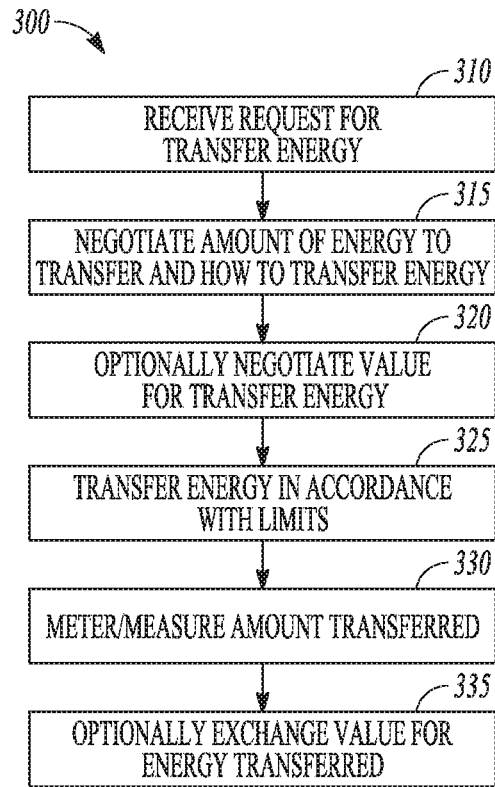 300
310
RECEIVE REQUEST FOR
TRANSFER ENERGY
315
NEGOTIATE AMOUNT OF ENERGY TO
TRANSFER AND HOW TO TRANSFER ENERGY
320
OPTIONALLY NEGOTIATE VALUE
FOR TRANSFER ENERGY
325
TRANSFER ENERGY IN ACCORDANCE
WITH LIMITS
330
METER/MEASURE AMOUNT TRANSFERRED
335
OPTIONALLY EXCHANGE VALUE FOR
ENERGY TRANSFERRED